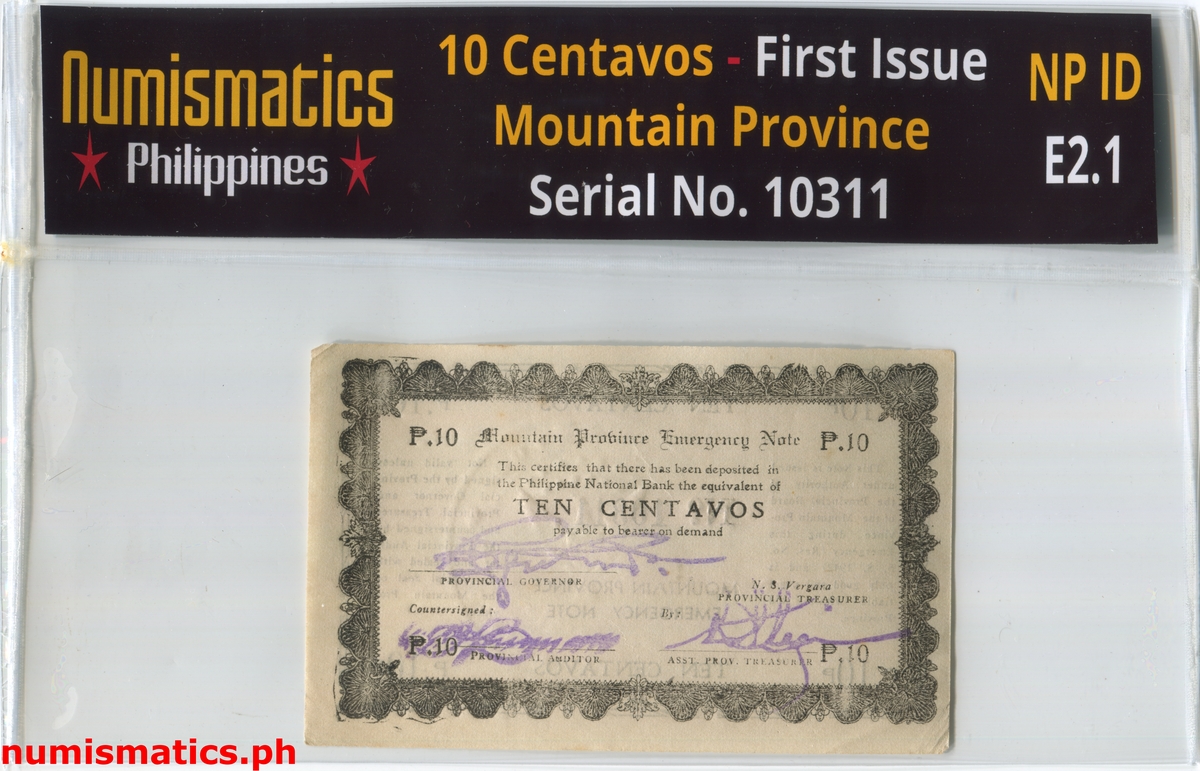 Numismatics
Philippines
10 Centavos - First Issue
Mountain Province
Serial No. 10311
NP ID
E2.1
₱.10 Mountain Province Emergency Note ₱.10
This certifies that there has been deposited in
the Philippine National Bank the equivalent of
TEN CENTAVOS
payable to bearer on demand
PROVINCIAL GOVERNOR
N. S. Vergara
PROVINCIAL TREASURER
Countersigned:
By:
₱.10 PROVINCIAL AUDITOR
ASST. PROV. TREASURER ₱.10
numismatics.ph